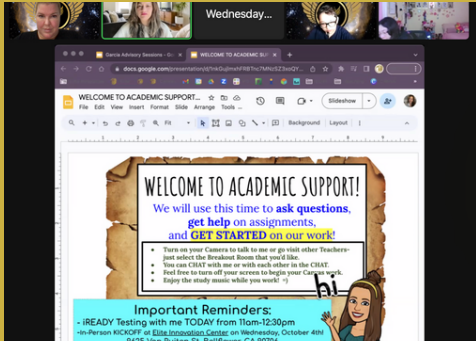 Wednesday...
Garcia Advisory Sessions - Goo
WELCOME TO ACADEMIC SUP
WELCOME TO ACADEMIC SUPPORT...
File Edit View Insert Format Slide Arrange Tools
Slideshow
Fit
Background Layout
WELCOME TO ACADEMIC SUPPORT!
We will use this time to ask questions,
get help on assignments,
and GET STARTED on our work!
Turn on your Camera to talk to me or go visit other Teachers-
just select the Breakout Room that you'd like.
You can CHAT with me or with each other in the CHAT.
Feel free to turn off your screen to begin your Canvas work.
Enjoy the study music while you work! =)
hi
Important Reminders:
- iREADY Testing with me TODAY from 11am-12:30pm
-In-Person KICKOFF at Elite Innovation Center on Wednesday, October 4th!